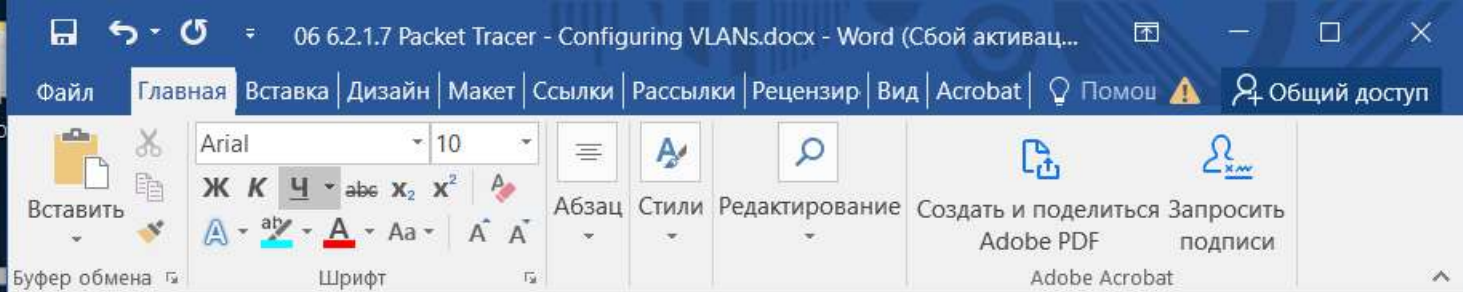 06 6.2.1.7 Packet Tracer - Configuring VLANs.docx - Word (Сбой активац...
Файл Главная Вставка Дизайн Макет Ссылки Рассылки Рецензир Вид Acrobat Помощ Общий доступ
Arial 10
Ж К Ч abc x₂ x²
ab A Aa A A
Вставить
Абзац Стили Редактирование
Создать и поделиться Adobe PDF
Запросить подписи
Буфер обмена Шрифт Adobe Acrobat